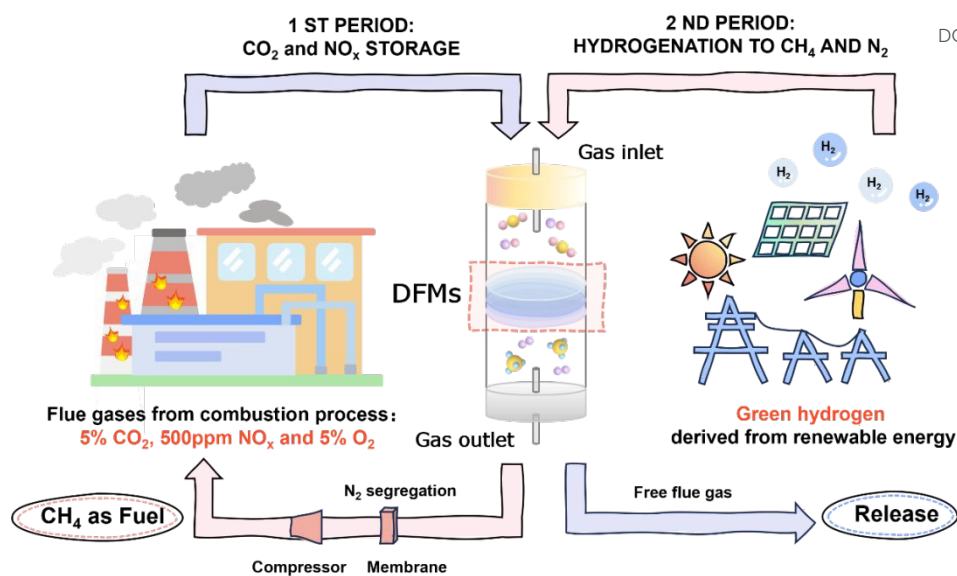 1 ST PERIOD:
CO₂ and NOₓ STORAGE
2 ND PERIOD:
HYDROGENATION TO CH₄ AND N₂
Gas inlet
H₂
H₂
H₂
H₂
DFMs
Flue gases from combustion process:
5% CO₂, 500ppm NOₓ and 5% O₂
Gas outlet
Green hydrogen
derived from renewable energy
N₂ segregation
Free flue gas
CH₄ as Fuel
Release
Compressor
Membrane